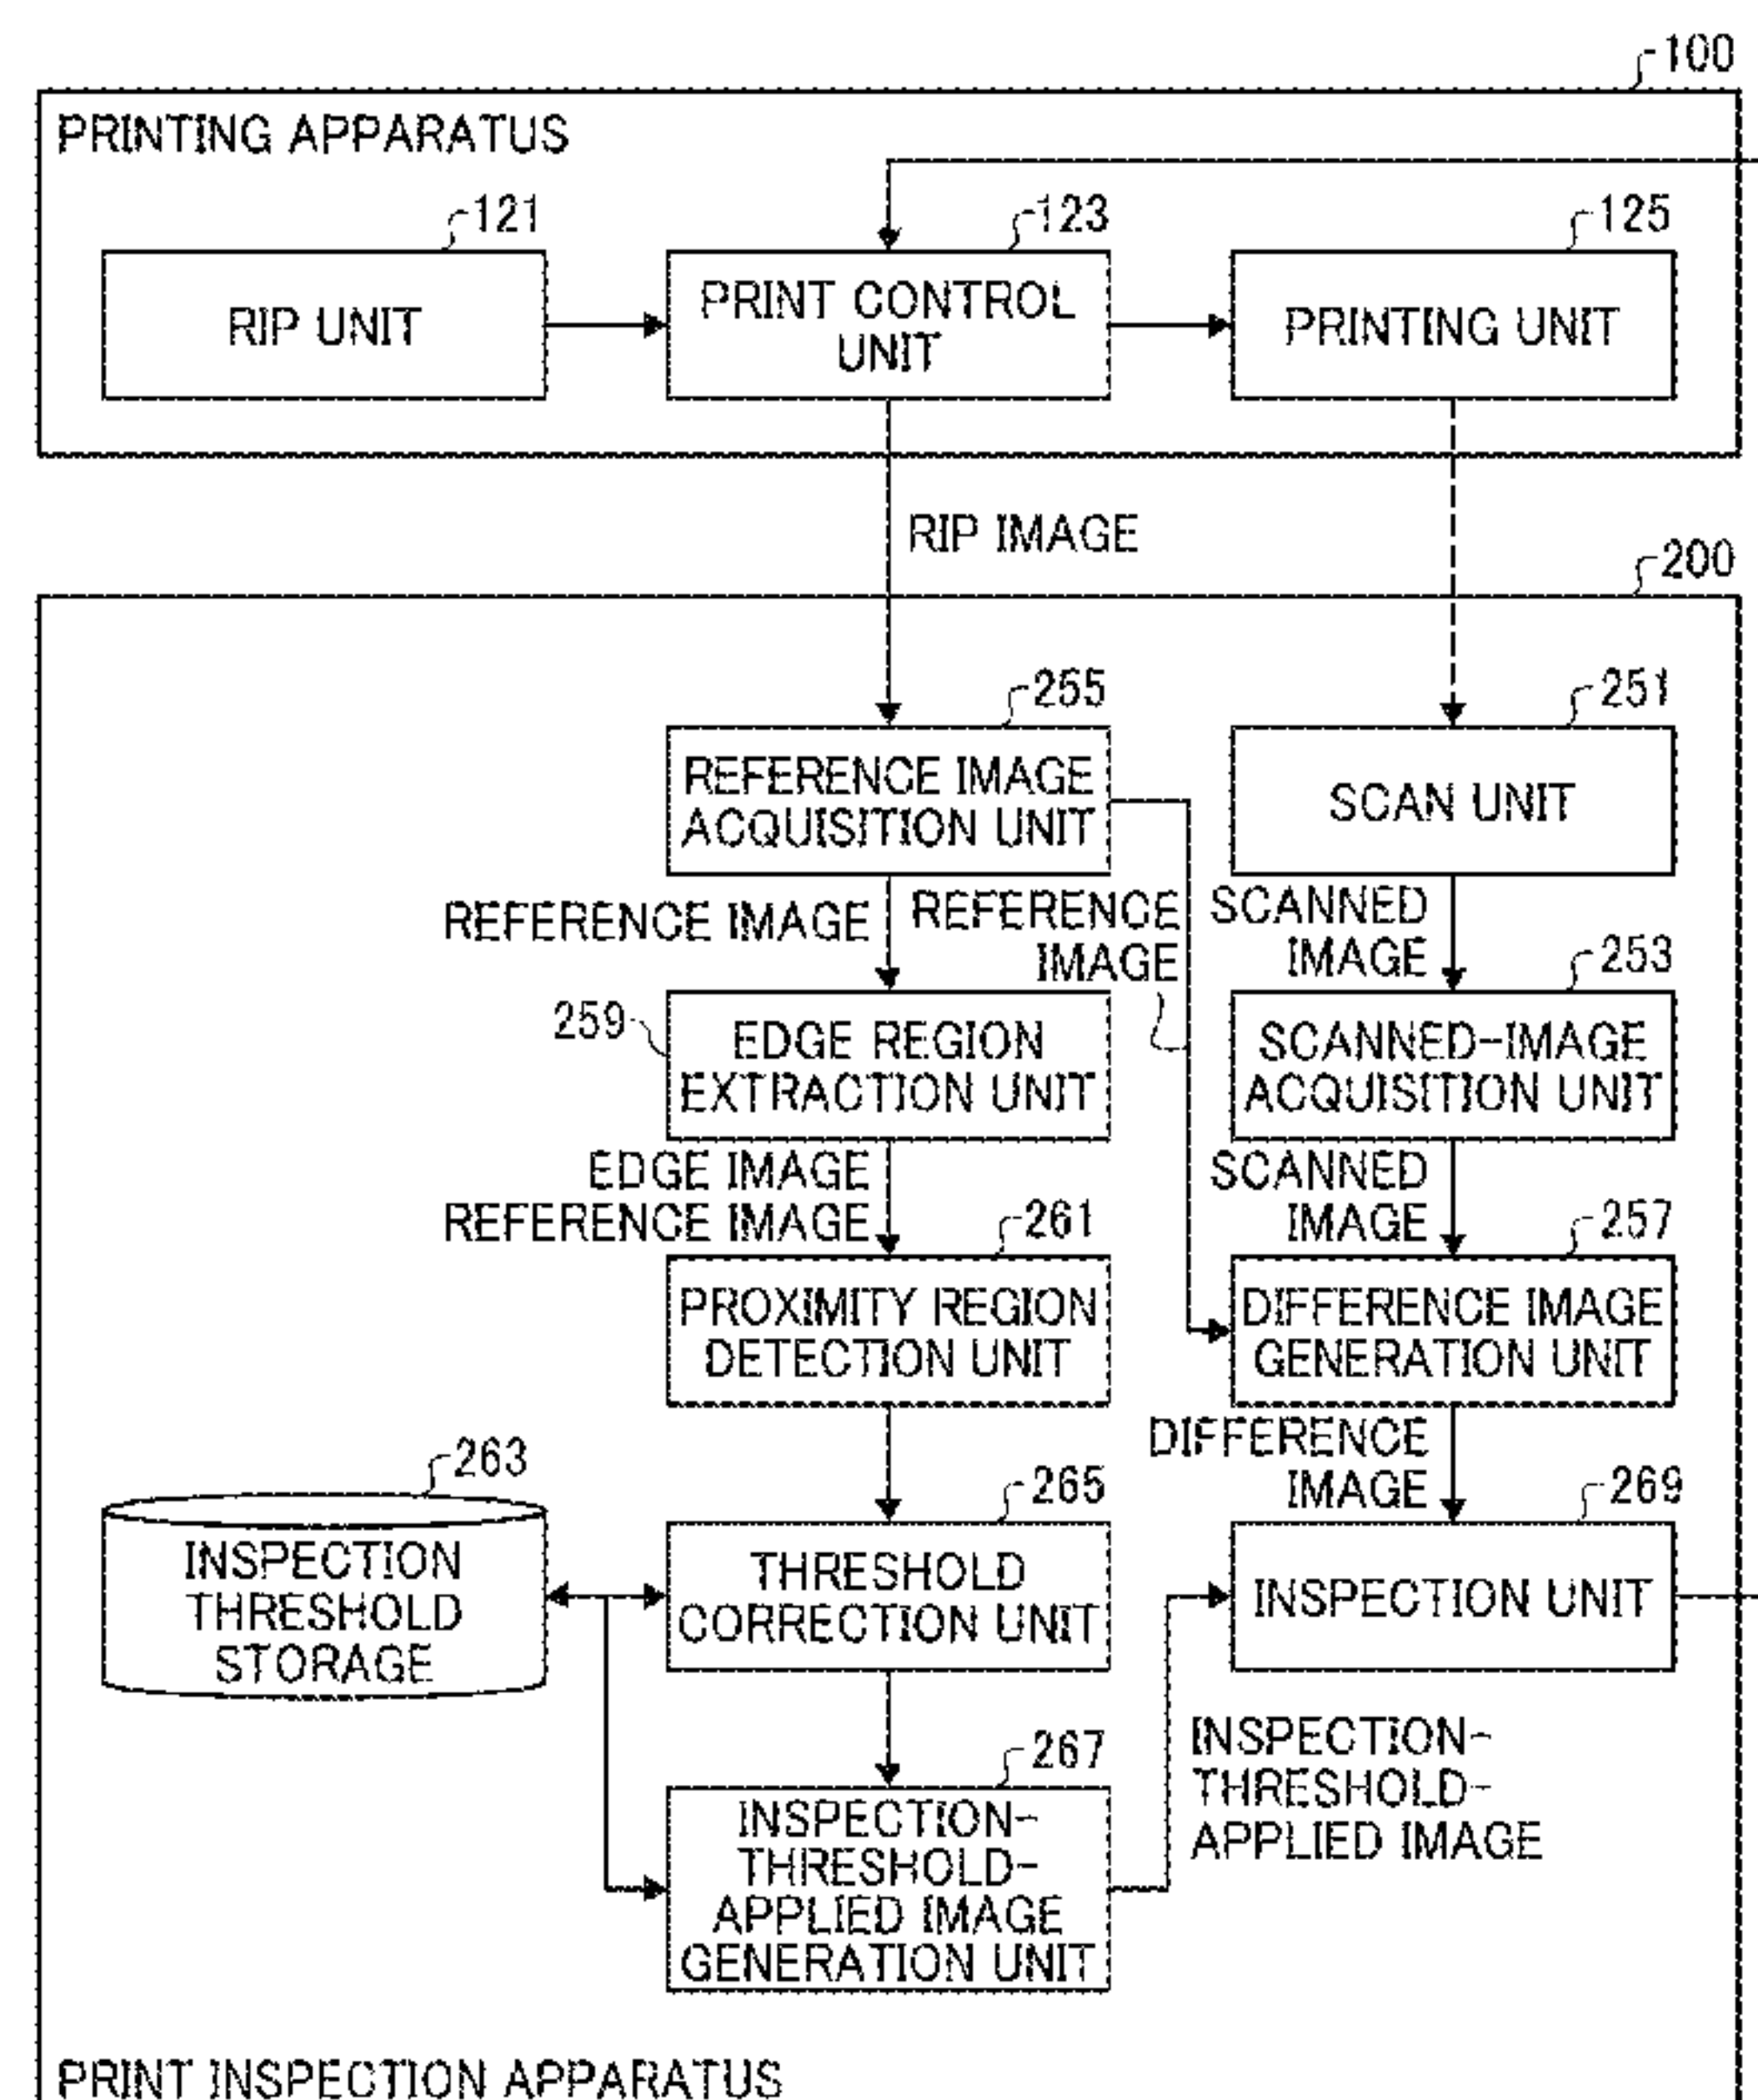 100
PRINTING APPARATUS
121
123
125
RIP UNIT
PRINT CONTROL
UNIT
PRINTING UNIT
RIP IMAGE
200
255
251
REFERENCE IMAGE
ACQUISITION UNIT
SCAN UNIT
REFERENCE IMAGE
REFERENCE
IMAGE
SCANNED
IMAGE
253
259
EDGE REGION
EXTRACTION UNIT
SCANNED-IMAGE
ACQUISITION UNIT
EDGE IMAGE
REFERENCE IMAGE
SCANNED
IMAGE
261
257
PROXIMITY REGION
DETECTION UNIT
DIFFERENCE IMAGE
GENERATION UNIT
DIFFERENCE
IMAGE
263
265
269
INSPECTION
THRESHOLD
STORAGE
THRESHOLD
CORRECTION UNIT
INSPECTION UNIT
267
INSPECTION-
THRESHOLD-
APPLIED IMAGE
INSPECTION-
THRESHOLD-
APPLIED IMAGE
GENERATION UNIT
PRINT INSPECTION APPARATUS